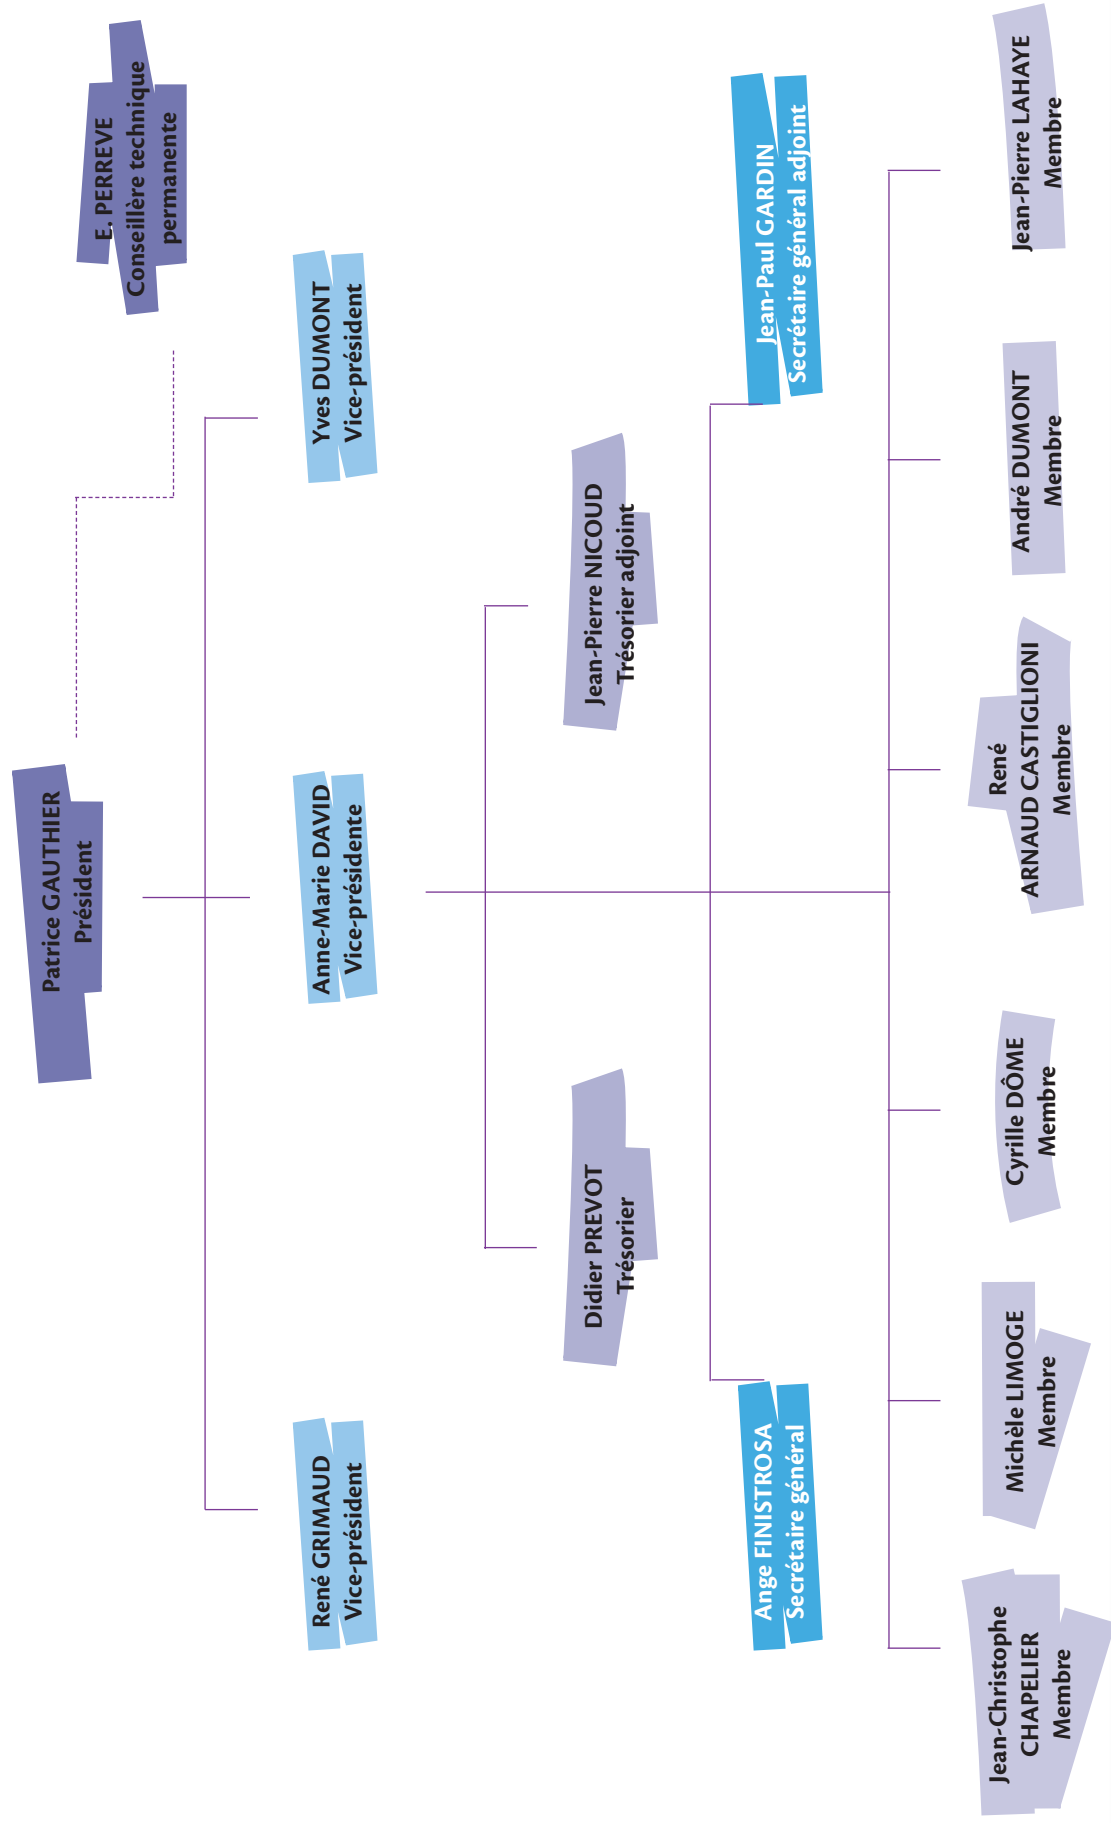 Patrice GAUTHIER
Président
E. PERREVE
Conseillère technique
permanente
René GRIMAUD
Vice-président
Anne-Marie DAVID
Vice-présidente
Yves DUMONT
Vice-président
Didier PREVOT
Trésorier
Jean-Pierre NICOUD
Trésorier adjoint
Ange FINISTROSA
Secrétaire général
Jean-Paul GARDIN
Secrétaire général adjoint
Jean-Christophe
CHAPELIER
Membre
Michèle LIMOGE
Membre
Cyrille DÔME
Membre
René
ARNAUD CASTIGLIONI
Membre
André DUMONT
Membre
Jean-Pierre LAHAYE
Membre